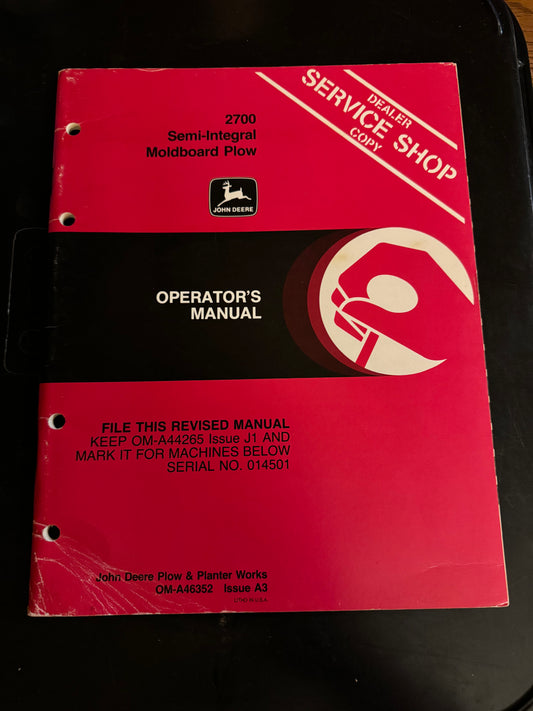 2700
Semi-Integral
Moldboard Plow
DEALER
SERVICE SHOP
COPY
JOHN DEERE
OPERATOR'S
MANUAL
FILE THIS REVISED MANUAL
KEEP OM-A44265 Issue J1 AND
MARK IT FOR MACHINES BELOW
SERIAL NO. 014501
John Deere Plow & Planter Works
OM-A46352 Issue A3
LITHO IN U.S.A.